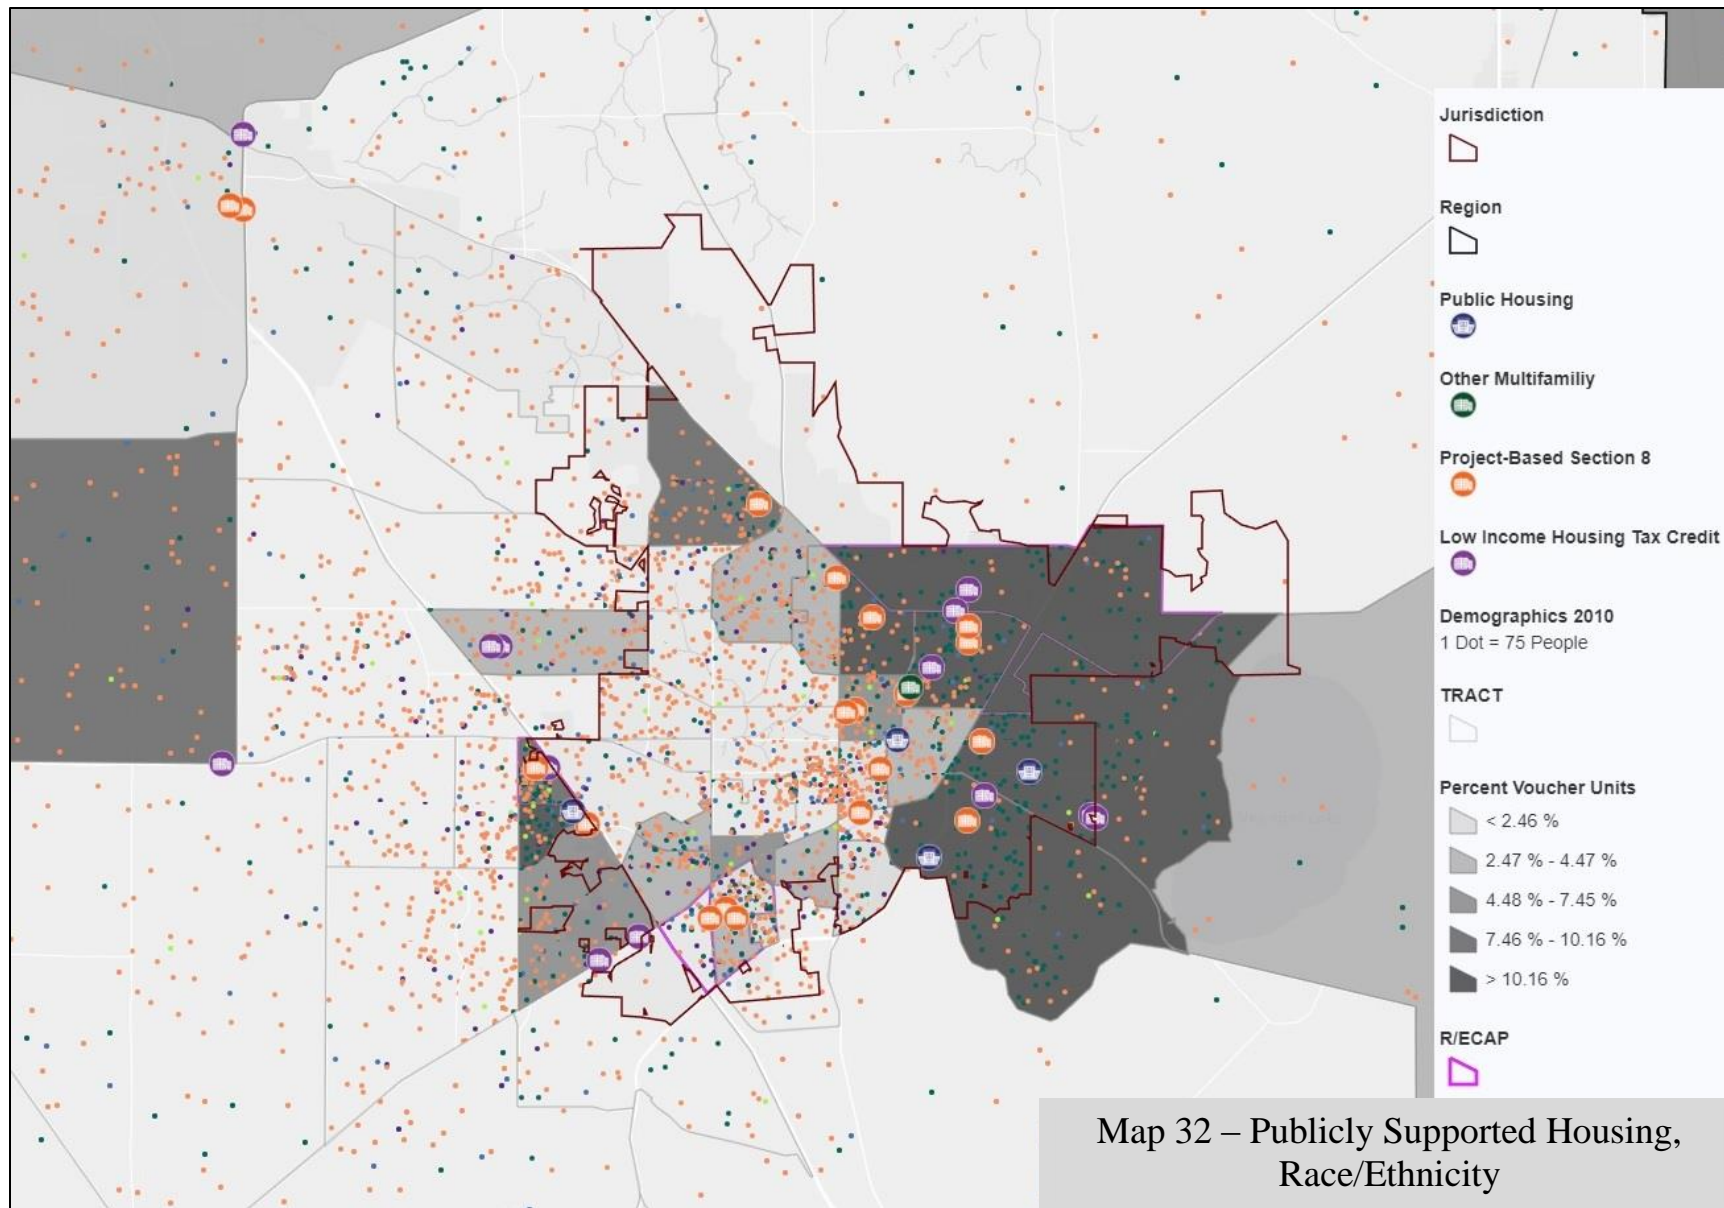 Jurisdiction
Region
Public Housing
Other Multifamiliy
Project-Based Section 8
Low Income Housing Tax Credit
Demographics 2010
1 Dot = 75 People
TRACT
Percent Voucher Units
< 2.46 %
2.47 % - 4.47 %
4.48 % - 7.45 %
7.46 % - 10.16 %
> 10.16 %
R/ECAP
Map 32 – Publicly Supported Housing,
Race/Ethnicity